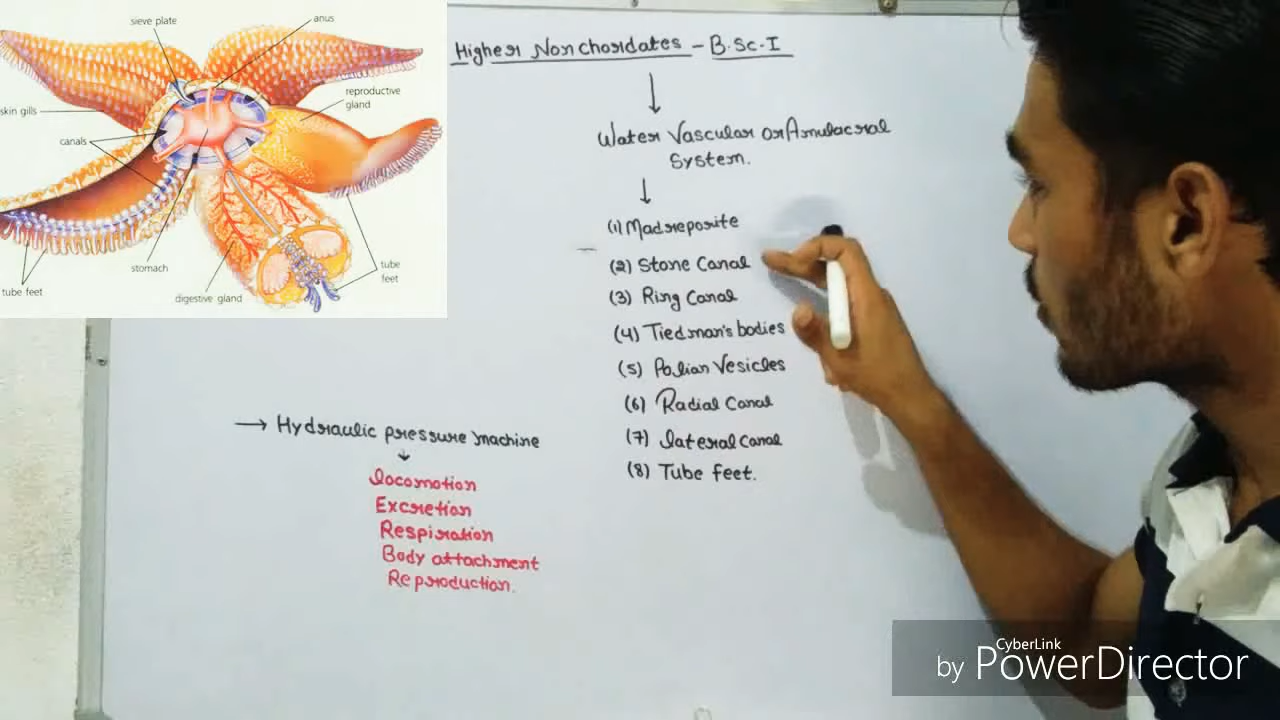 sieve plate
anus
skin gills
reproductive
gland
canals
stomach
tube feet
digestive gland
tube
feet
Higher Nonchordates - B.Sc-I
Water Vascular or Amulacral
System.
(1) Madreporite
(2) Stone Canal
(3) Ring Canal
(4) Tiedman's bodies
(5) Polian Vesicles
(6) Radial Canal
(7) lateral Canal
(8) Tube feet.
→ Hydraulic pressure machine
locomotion
Excretion
Respiration
Body attachment
Reproduction.
CyberLink
by PowerDirector